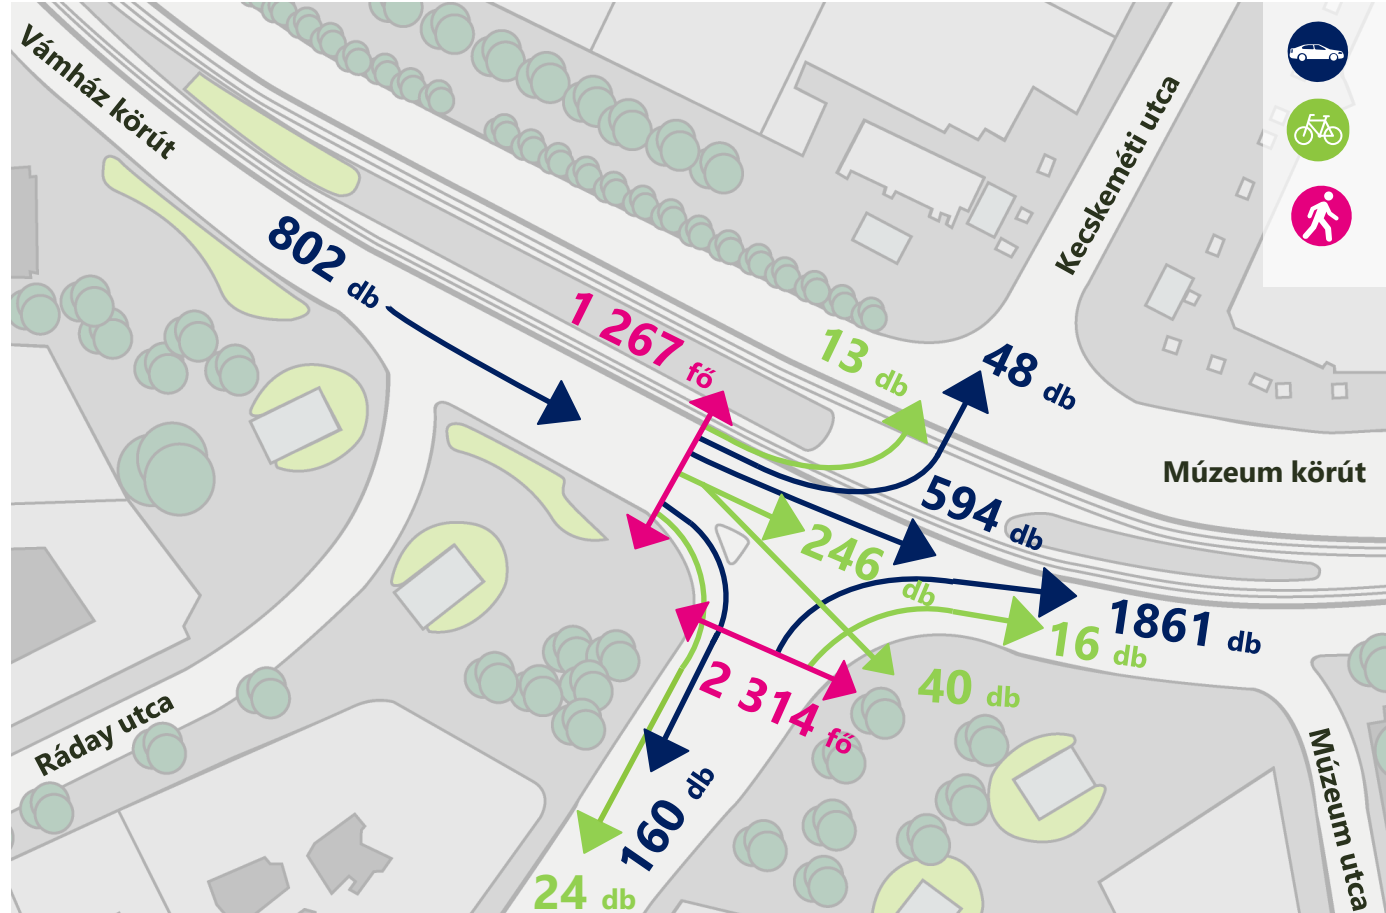 Vámház körút
Kecskeméti utca
802 db
1 267 fő
13 db
48 db
Múzeum körút
594 db
246 db
1861 db
16 db
40 db
2 314 fő
Ráday utca
160 db
24 db
Múzeum utca